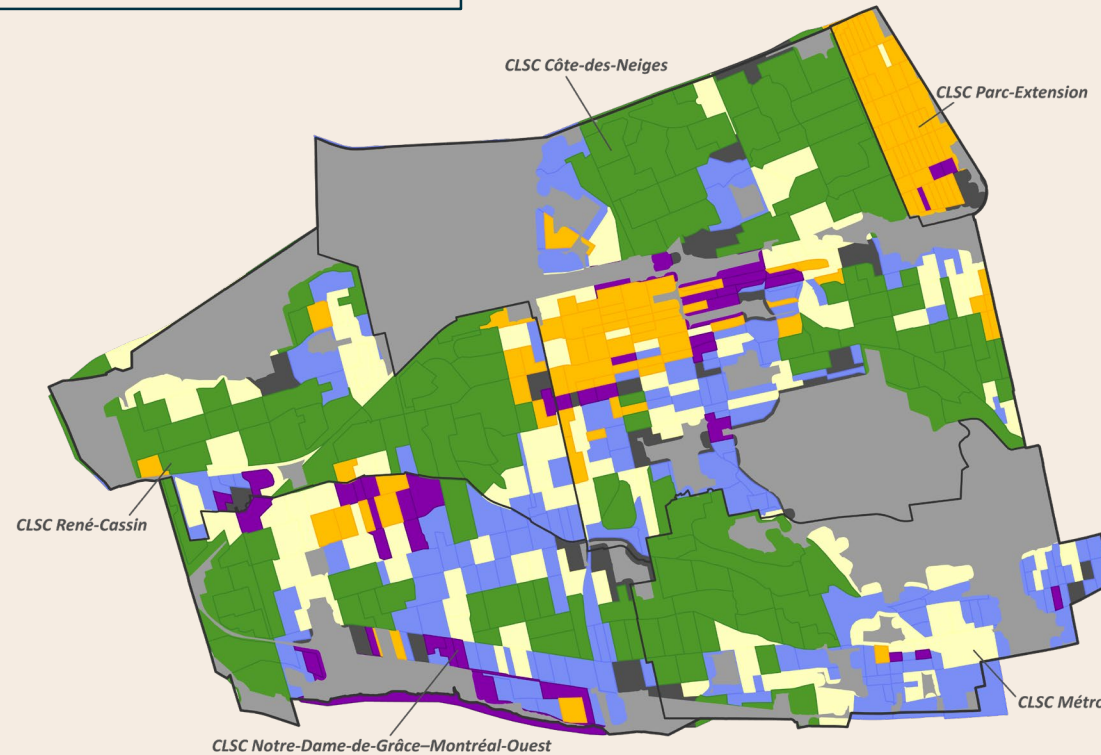 CLSC Côte-des-Neiges
CLSC Parc-Extension
CLSC René-Cassin
CLSC Métro
CLSC Notre-Dame-de-Grâce–Montréal-Ouest